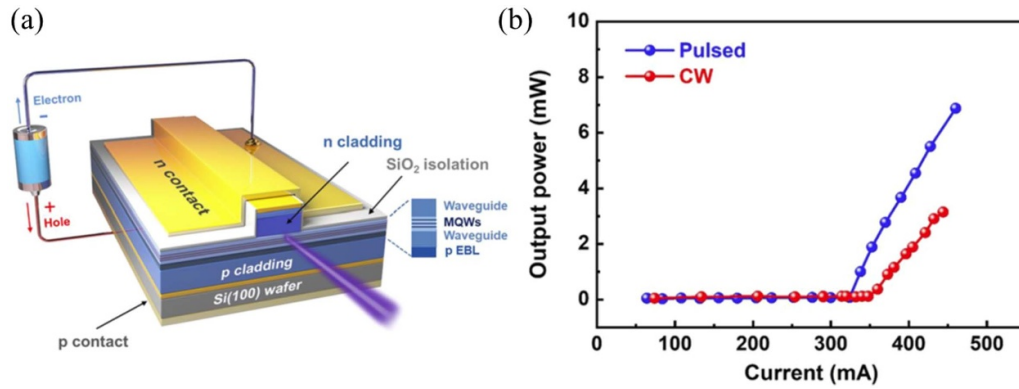 (a)
Electron
-
+
Hole
n contact
n cladding
SiO₂ isolation
Waveguide
MQWs
Waveguide
p EBL
p cladding
Si(100) wafer
p contact
(b)
Pulsed
CW
Output power (mW)
10
8
6
4
2
0
0 100 200 300 400 500
Current (mA)